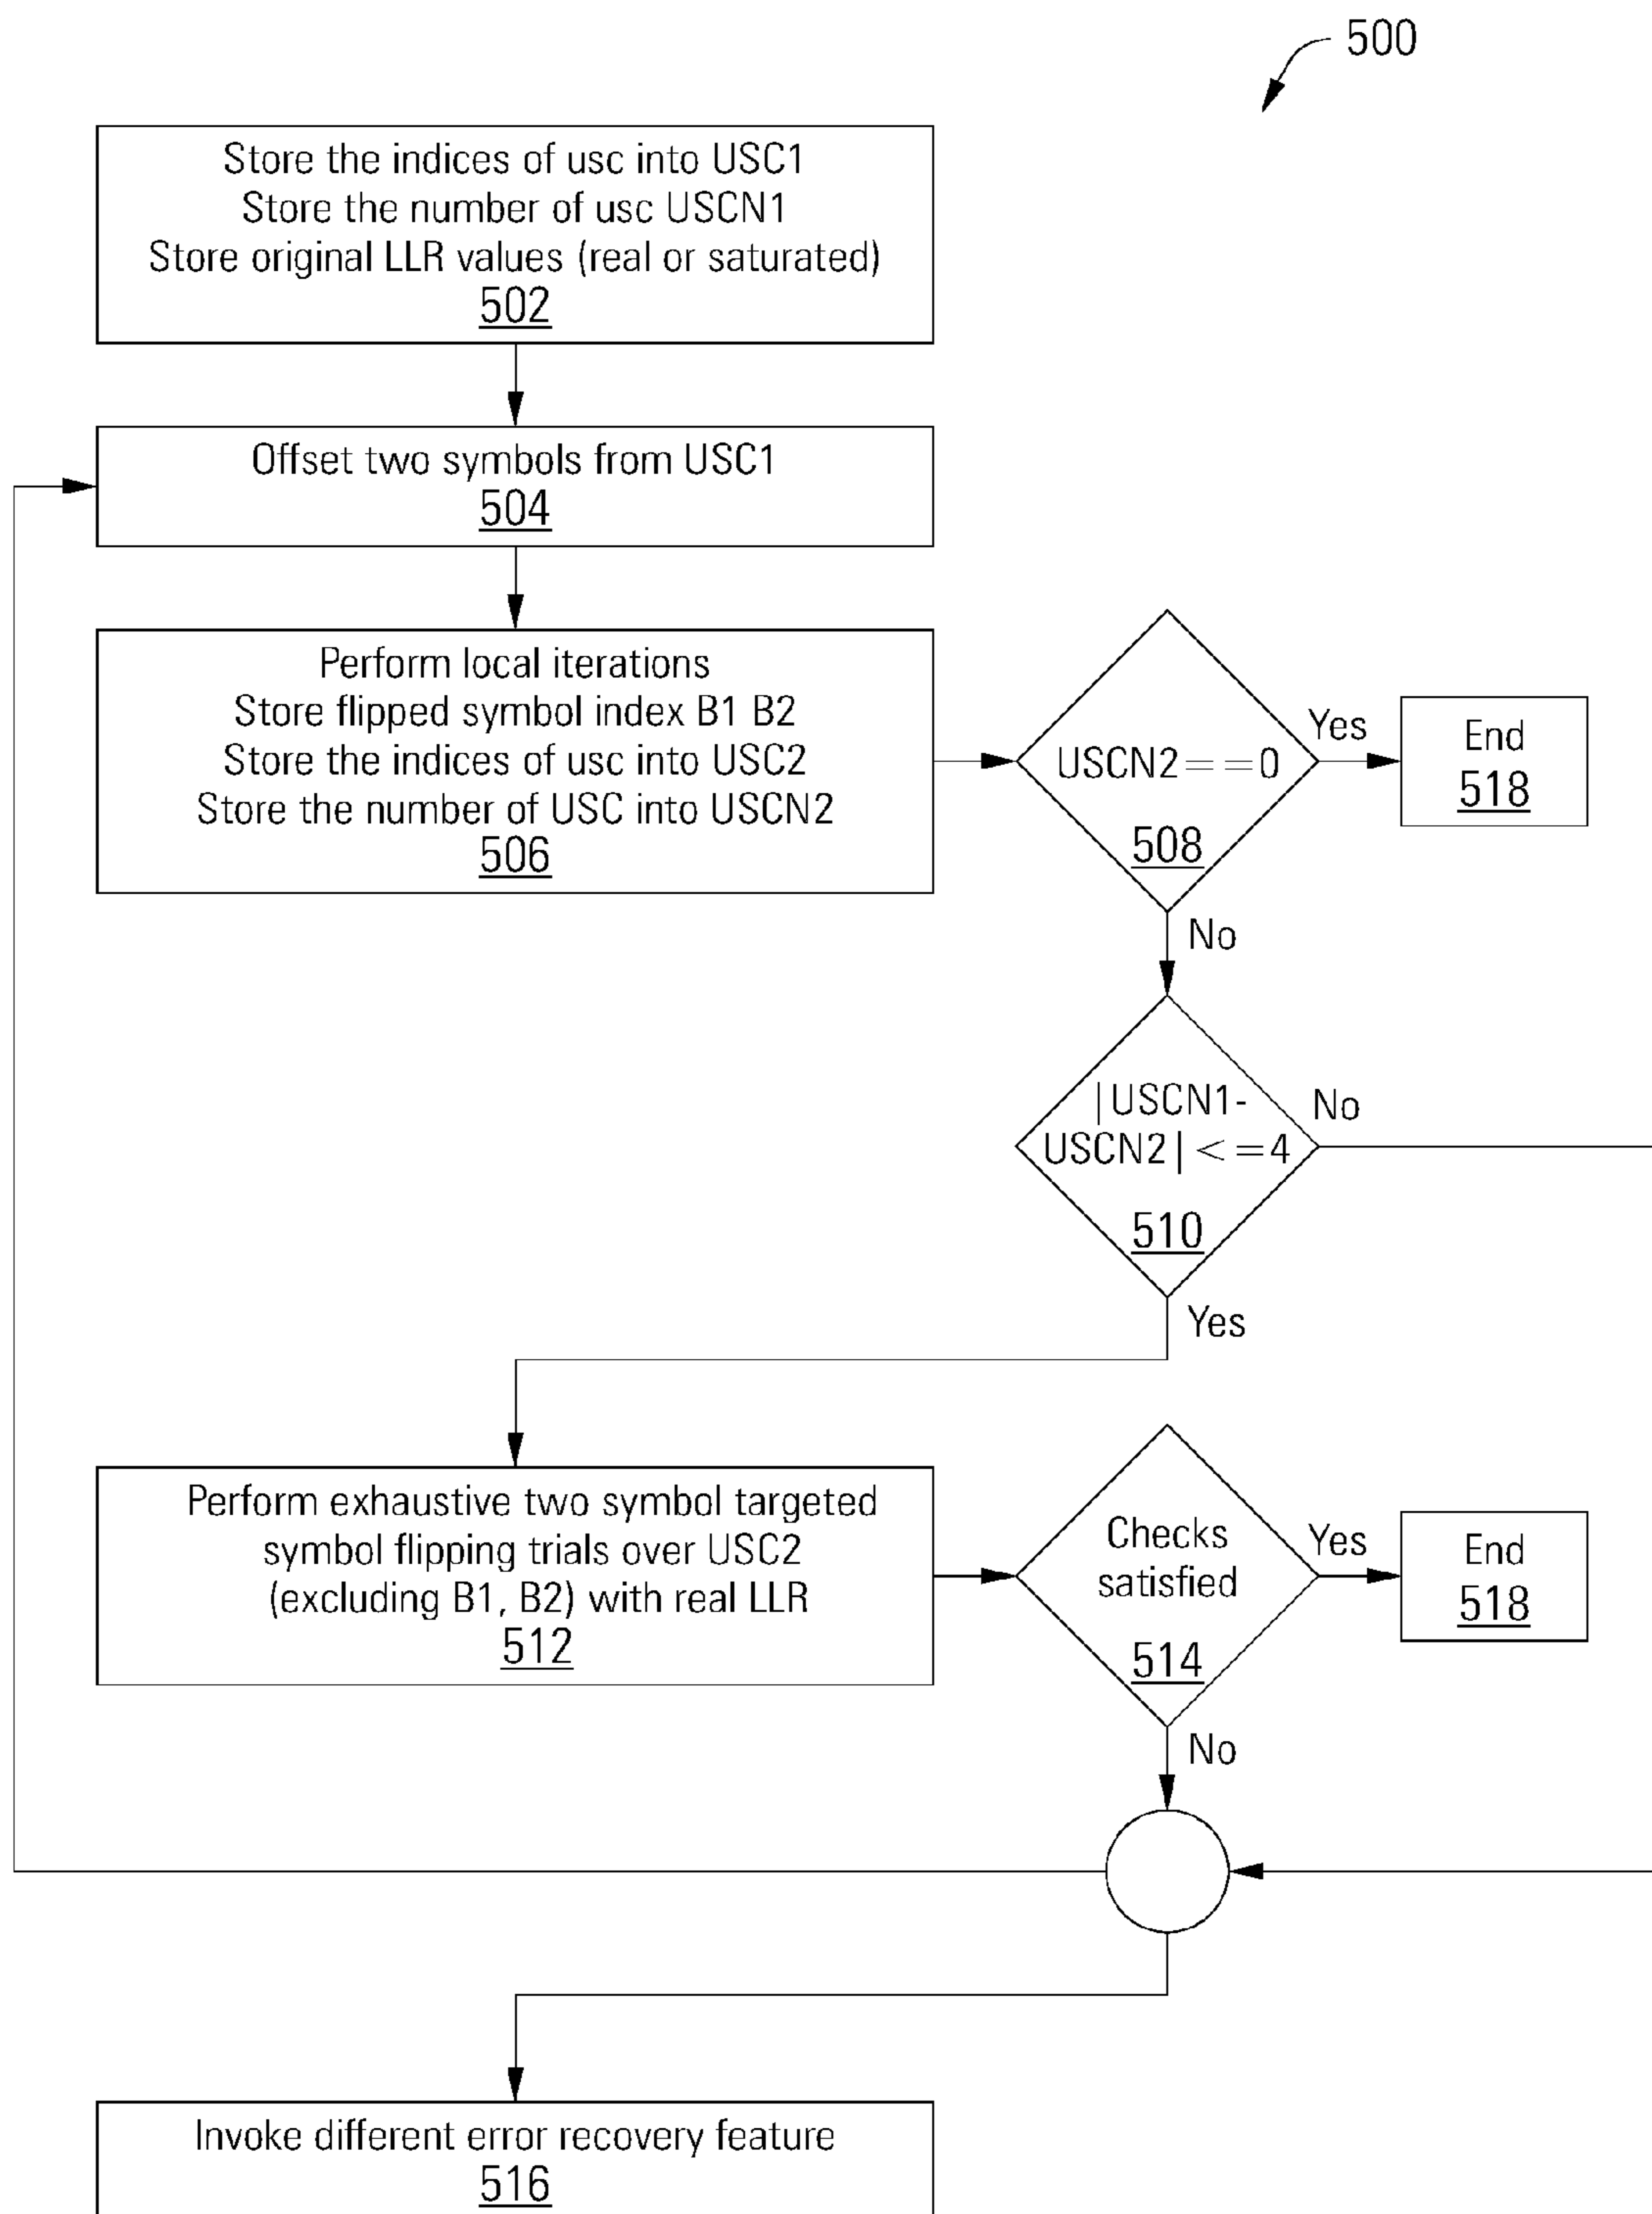 500
Store the indices of usc into USC1
Store the number of usc USCN1
Store original LLR values (real or saturated)
502
Offset two symbols from USC1
504
Perform local iterations
Store flipped symbol index B1 B2
Store the indices of usc into USC2
Store the number of USC into USCN2
506
USCN2==0
508
Yes
End
518
No
|USCN1-
USCN2|<=4
510
No
Yes
Perform exhaustive two symbol targeted
symbol flipping trials over USC2
(excluding B1, B2) with real LLR
512
Checks
satisfied
514
Yes
End
518
No
Invoke different error recovery feature
516